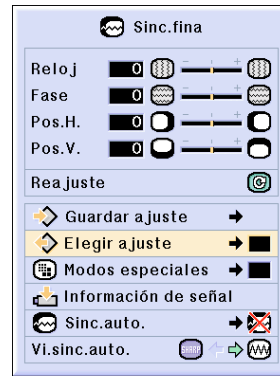 Sinc.fina
Reloj 0 - +
Fase 0 - +
Pos.H. 0 - +
Pos.V. 0 - +
Reajuste
Guardar ajuste
Elegir ajuste
Modos especiales
Información de señal
Sinc.auto.
Vi.sinc.auto. SHARP